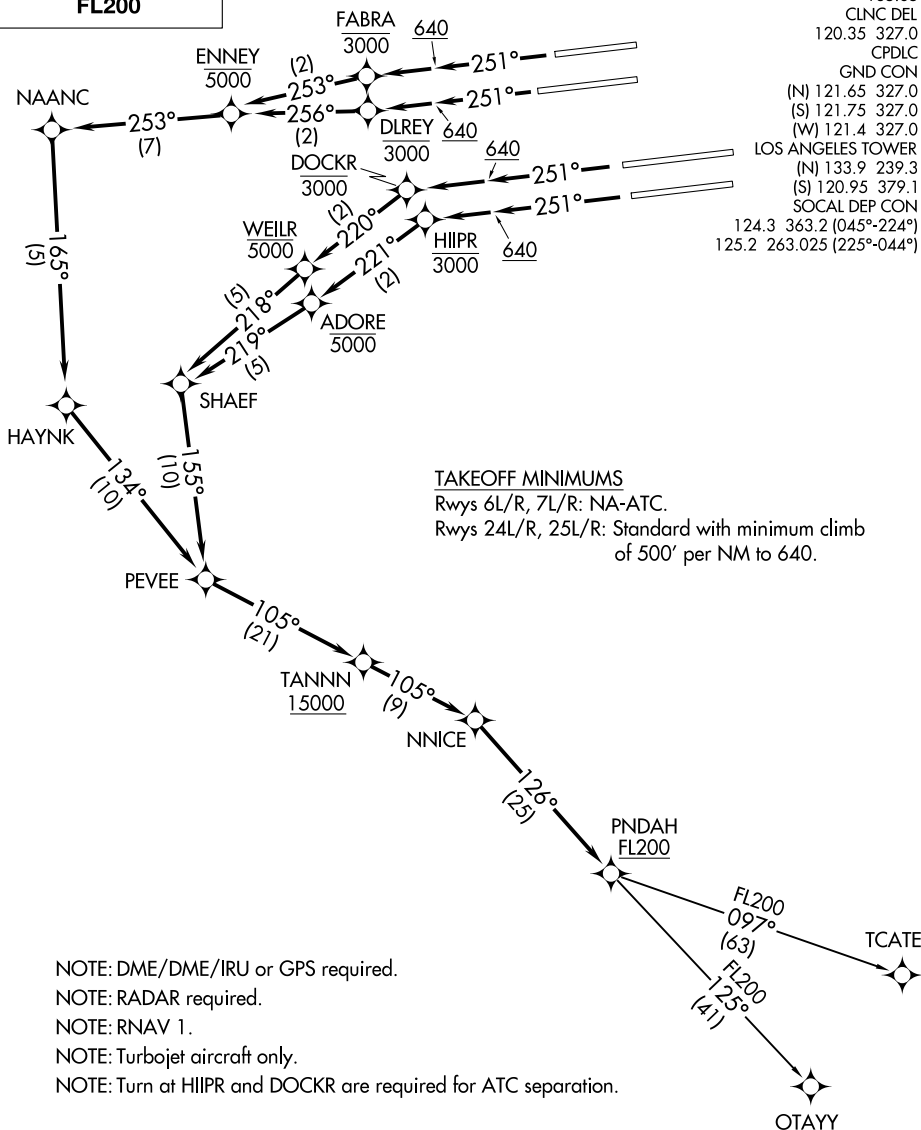 FL200
CLNC DEL
120.35 327.0
CPDLC
GND CON
(N) 121.65 327.0
(S) 121.75 327.0
(W) 121.4 327.0
LOS ANGELES TOWER
(N) 133.9 239.3
(S) 120.95 379.1
SOCAL DEP CON
124.3 363.2 (045°-224°)
125.2 263.025 (225°-044°)
FABRA
3000
640
251°
ENNEY
5000
(2)
253°
NAANC
253°
(7)
256°
(2)
DLREY
3000
640
251°
DOCKR
3000
640
251°
(2)
220°
HIIPR
3000
640
251°
WEILR
5000
221°
(2)
ADORE
5000
(5)
218°
219°
(5)
SHAEF
165°
(5)
HAYNK
134°
(10)
155°
(10)
TAKEOFF MINIMUMS
Rwys 6L/R, 7L/R: NA-ATC.
Rwys 24L/R, 25L/R: Standard with minimum climb
of 500' per NM to 640.
PEVEE
105°
(21)
TANNN
15000
105°
(9)
NNICE
126°
(25)
PNDAH
FL200
FL200
097°
(63)
TCATE
FL200
125°
(41)
OTAYY
NOTE: DME/DME/IRU or GPS required.
NOTE: RADAR required.
NOTE: RNAV 1.
NOTE: Turbojet aircraft only.
NOTE: Turn at HIIPR and DOCKR are required for ATC separation.